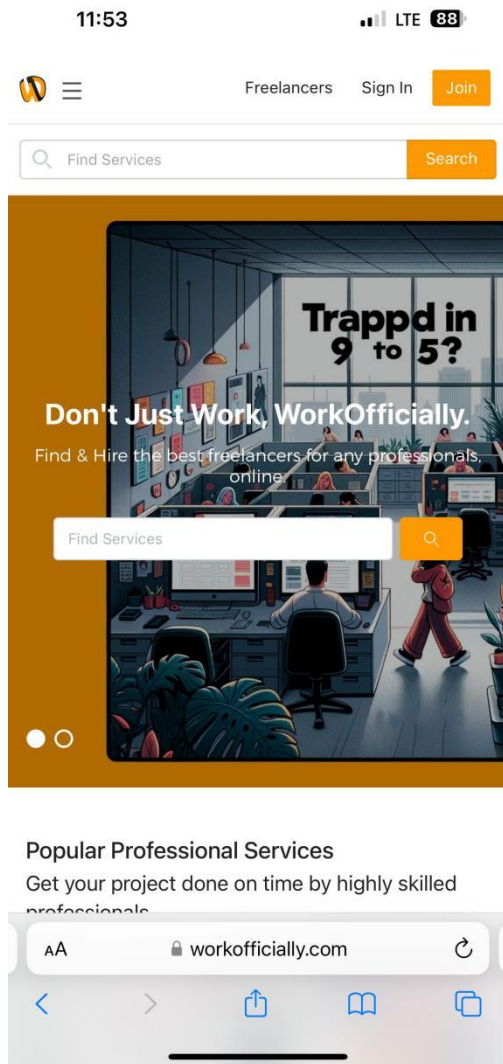 11:53 LTE 88
Freelancers Sign In Join
Find Services Search
Trappd in
9 to 5?
Don't Just Work, WorkOfficially.
Find & Hire the best freelancers for any professionals,
online.
Find Services
Popular Professional Services
Get your project done on time by highly skilled
professionals
AA workofficially.com